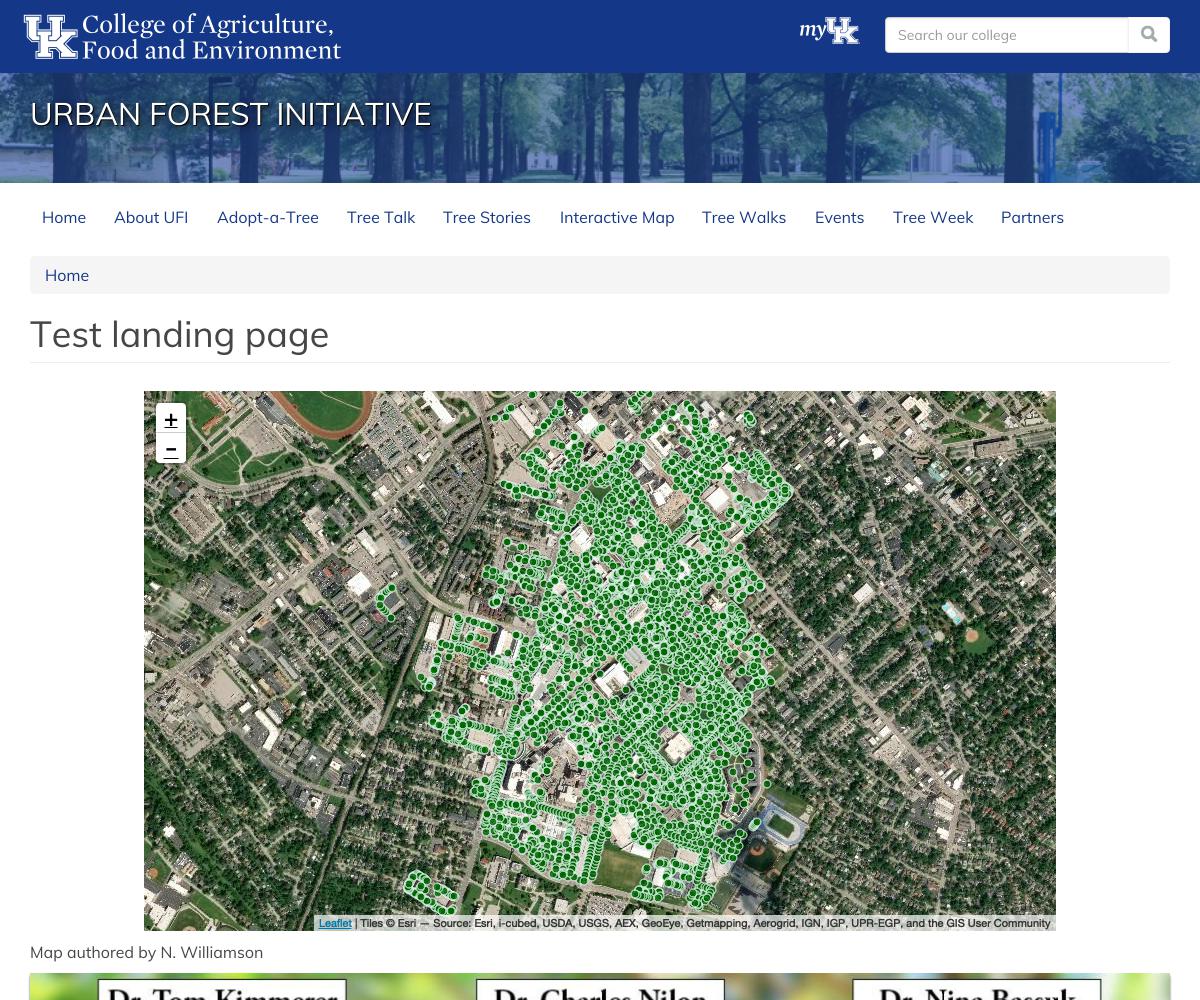 UK College of Agriculture,
Food and Environment
myUK
Search our college
URBAN FOREST INITIATIVE
Home About UFI Adopt-a-Tree Tree Talk Tree Stories Interactive Map Tree Walks Events Tree Week Partners
Home
Test landing page
+
−
Leaflet | Tiles © Esri — Source: Esri, i-cubed, USDA, USGS, AEX, GeoEye, Getmapping, Aerogrid, IGN, IGP, UPR-EGP, and the GIS User Community
Map authored by N. Williamson
Dr. Tom Kimmerer Dr. Charles Nilon Dr. Nina Bassuk